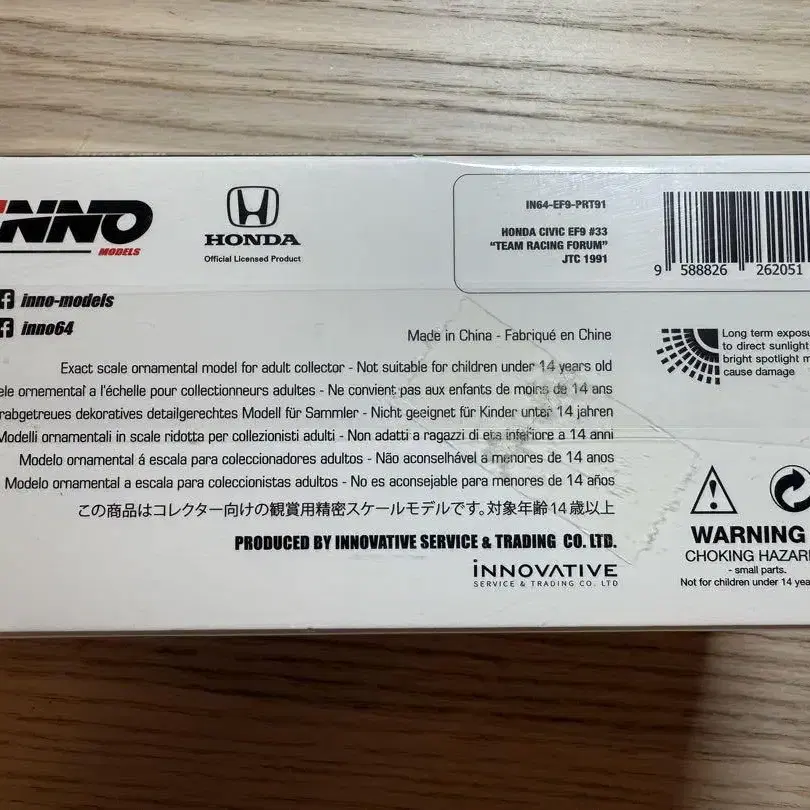 INNO
MODELS
HONDA
Official Licensed Product
inno-models
inno64
IN64-EF9-PRT91
HONDA CIVIC EF9 #33
"TEAM RACING FORUM"
JTC 1991
9 588826 262051
Made in China - Fabriqué en Chine
Exact scale ornamental model for adult collector - Not suitable for children under 14 years old
ornemental a l'échelle pour collectionneurs adultes - Ne convient pas aux enfants de moins de 14 ans
dekoratives detailgerechtes Modell für Sammler - Nicht geeignet für Kinder unter 14 jahren
Modelli ornamentali in scale ridotta per collezionisti adulti - Non adatti a ragazzi di eta inferiore a 14 anni
Modelo ornamental á escala para coleccionadores adultos - Não aconselhável a menores de 14 anos
Modelo ornamental a escala para coleccionistas adultos - No es aconsejable para menores de 14 años
この商品はコレクター向けの観賞用精密スケールモデルです。対象年齢14歳以上
PRODUCED BY INNOVATIVE SERVICE & TRADING CO. LTD.
iNNOVATIVE
SERVICE & TRADING CO. LTD
Long term
to direct sunlight
bright spotlight
cause damage
WARNING
CHOKING
- small parts.
Not for children under 14